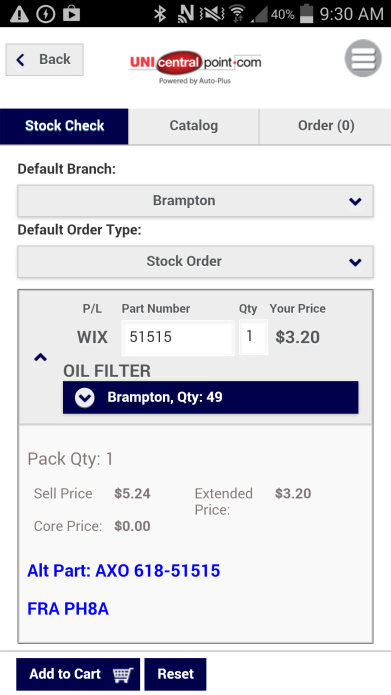 40% 9:30 AM
Back
UNI central point.com
Powered by Auto-Plus
Stock Check Catalog Order (0)
Default Branch:
Brampton
Default Order Type:
Stock Order
P/L Part Number Qty Your Price
WIX 51515 1 $3.20
OIL FILTER
Brampton, Qty: 49
Pack Qty: 1
Sell Price $5.24 Extended Price: $3.20
Core Price: $0.00
Alt Part: AXO 618-51515
FRA PH8A
Add to Cart Reset